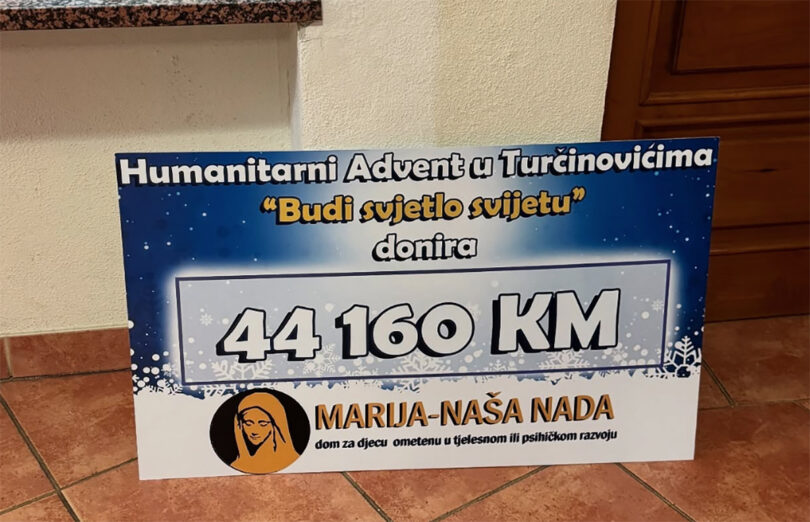 Humanitarni Advent u Turčinovićima
“Budi svjetlo svijetu”
donira
44 160 KM
MARIJA-NAŠA NADA
dom za djecu ometenu u tjelesnom ili psihičkom razvoju